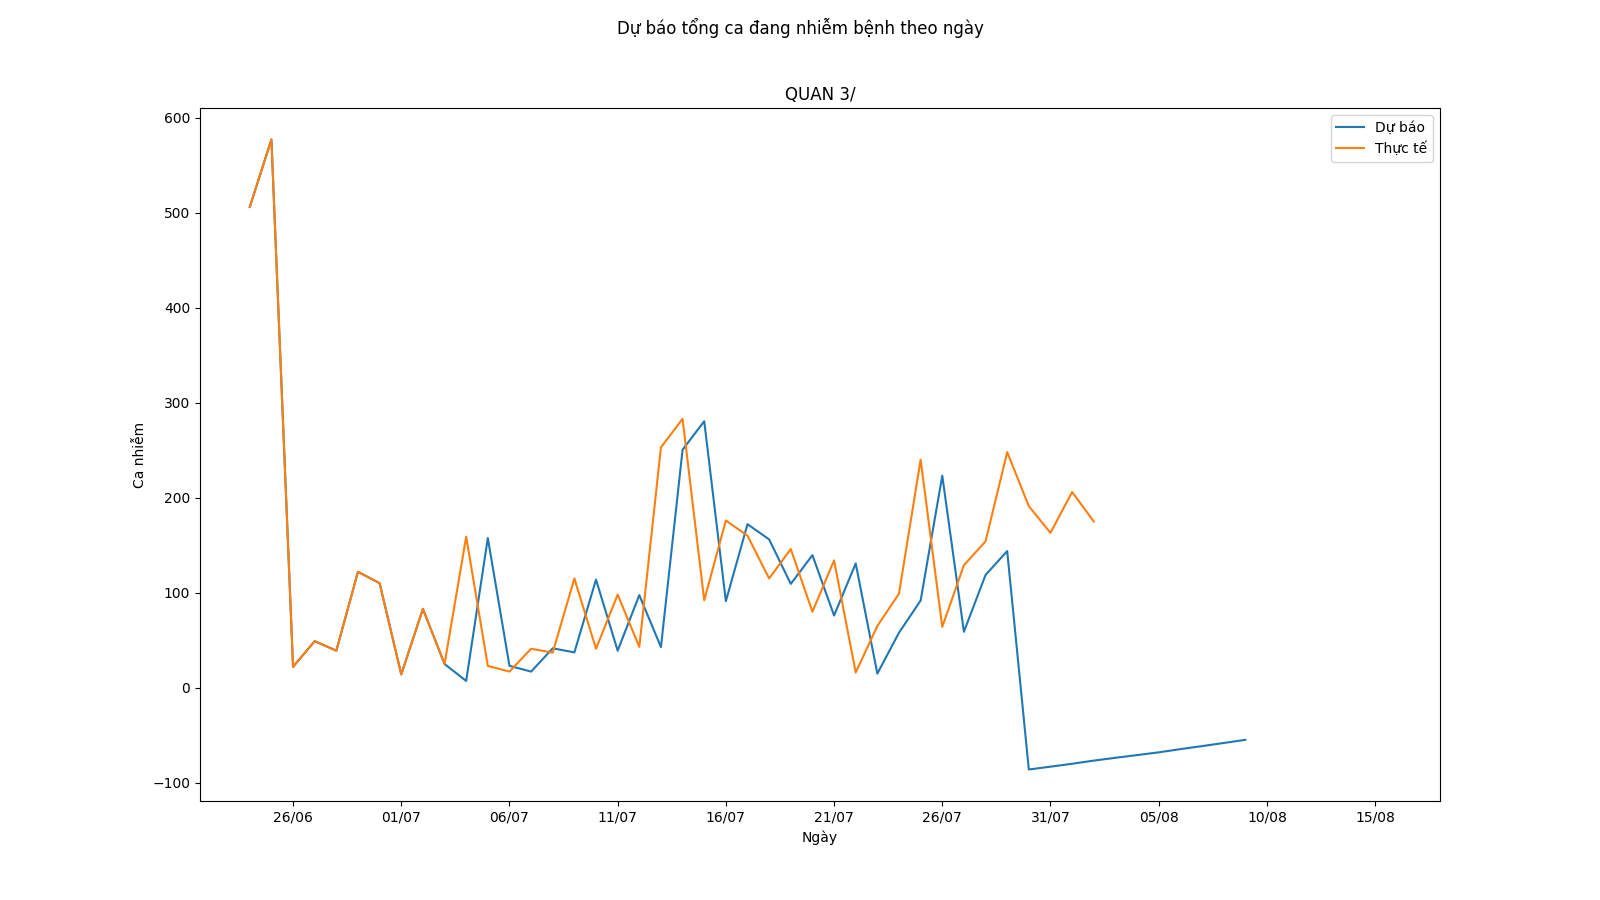 Dự báo tổng ca đang nhiễm bệnh theo ngày
QUAN 3/
Dự báo
Thực tế
600
500
400
300
200
100
0
−100
Ca nhiễm
26/06 01/07 06/07 11/07 16/07 21/07 26/07 31/07 05/08 10/08 15/08
Ngày